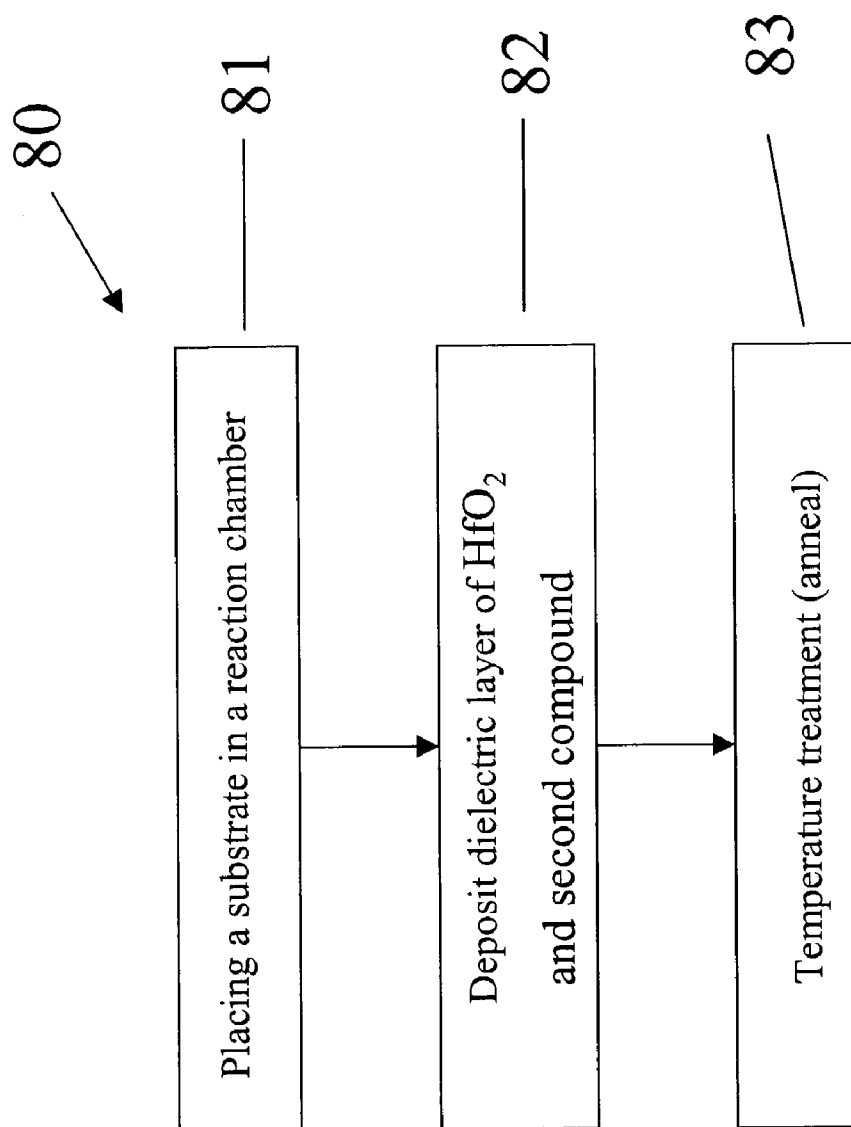 80
Placing a substrate in a reaction chamber
81
Deposit dielectric layer of HfO₂
and second compound
82
Temperature treatment (anneal)
83